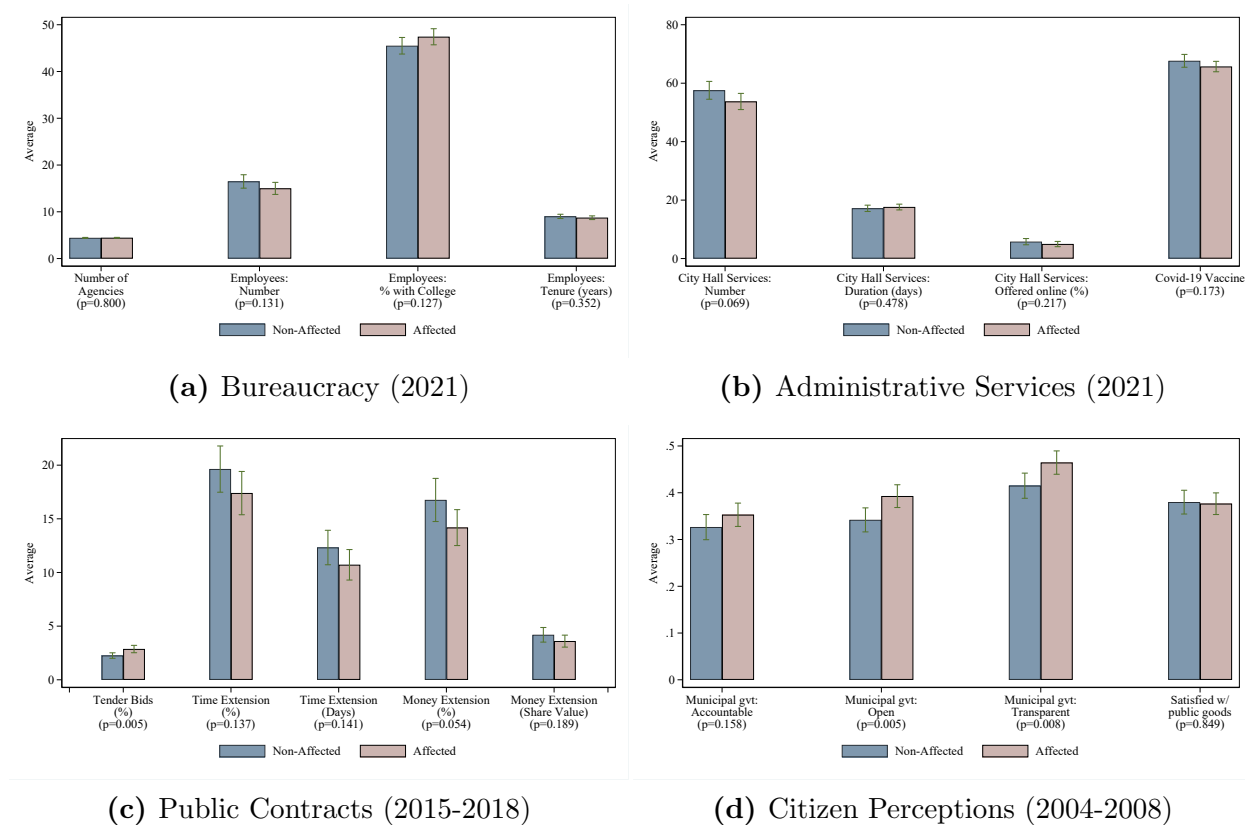 50
40
30
20
10
0
Average
Number of
Agencies
(p=0.800)
Employees:
Number
(p=0.131)
Employees:
% with College
(p=0.127)
Employees:
Tenure (years)
(p=0.352)
Non-Affected
Affected
(a) Bureaucracy (2021)
80
60
40
20
0
Average
City Hall Services:
Number
(p=0.069)
City Hall Services:
Duration (days)
(p=0.478)
City Hall Services:
Offered online (%)
(p=0.217)
Covid-19 Vaccine
(p=0.173)
Non-Affected
Affected
(b) Administrative Services (2021)
20
15
10
5
0
Average
Tender Bids
(%)
(p=0.005)
Time Extension
(%)
(p=0.137)
Time Extension
(Days)
(p=0.141)
Money Extension
(%)
(p=0.054)
Money Extension
(Share Value)
(p=0.189)
Non-Affected
Affected
(c) Public Contracts (2015-2018)
.5
.4
.3
.2
.1
0
Average
Municipal gvt:
Accountable
(p=0.158)
Municipal gvt:
Open
(p=0.005)
Municipal gvt:
Transparent
(p=0.008)
Satisfied w/
public goods
(p=0.849)
Non-Affected
Affected
(d) Citizen Perceptions (2004-2008)